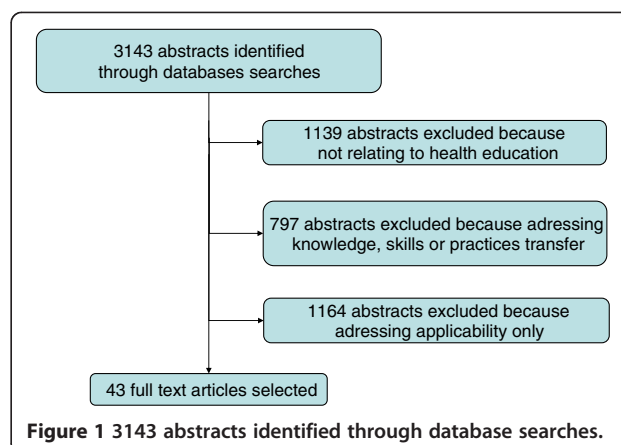 3143 abstracts identified
through databases searches
1139 abstracts excluded because
not relating to health education
797 abstracts excluded because adressing
knowledge, skills or practices transfer
1164 abstracts excluded because
adressing applicability only
43 full text articles selected
Figure 1 3143 abstracts identified through database searches.